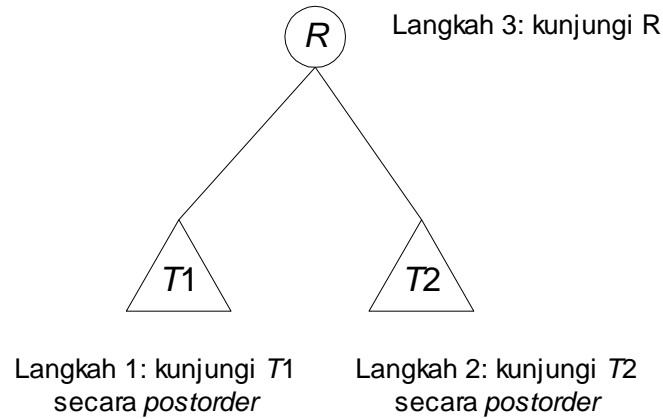 R
Langkah 3: kunjungi R
T1
T2
Langkah 1: kunjungi T1
secara postorder
Langkah 2: kunjungi T2
secara postorder